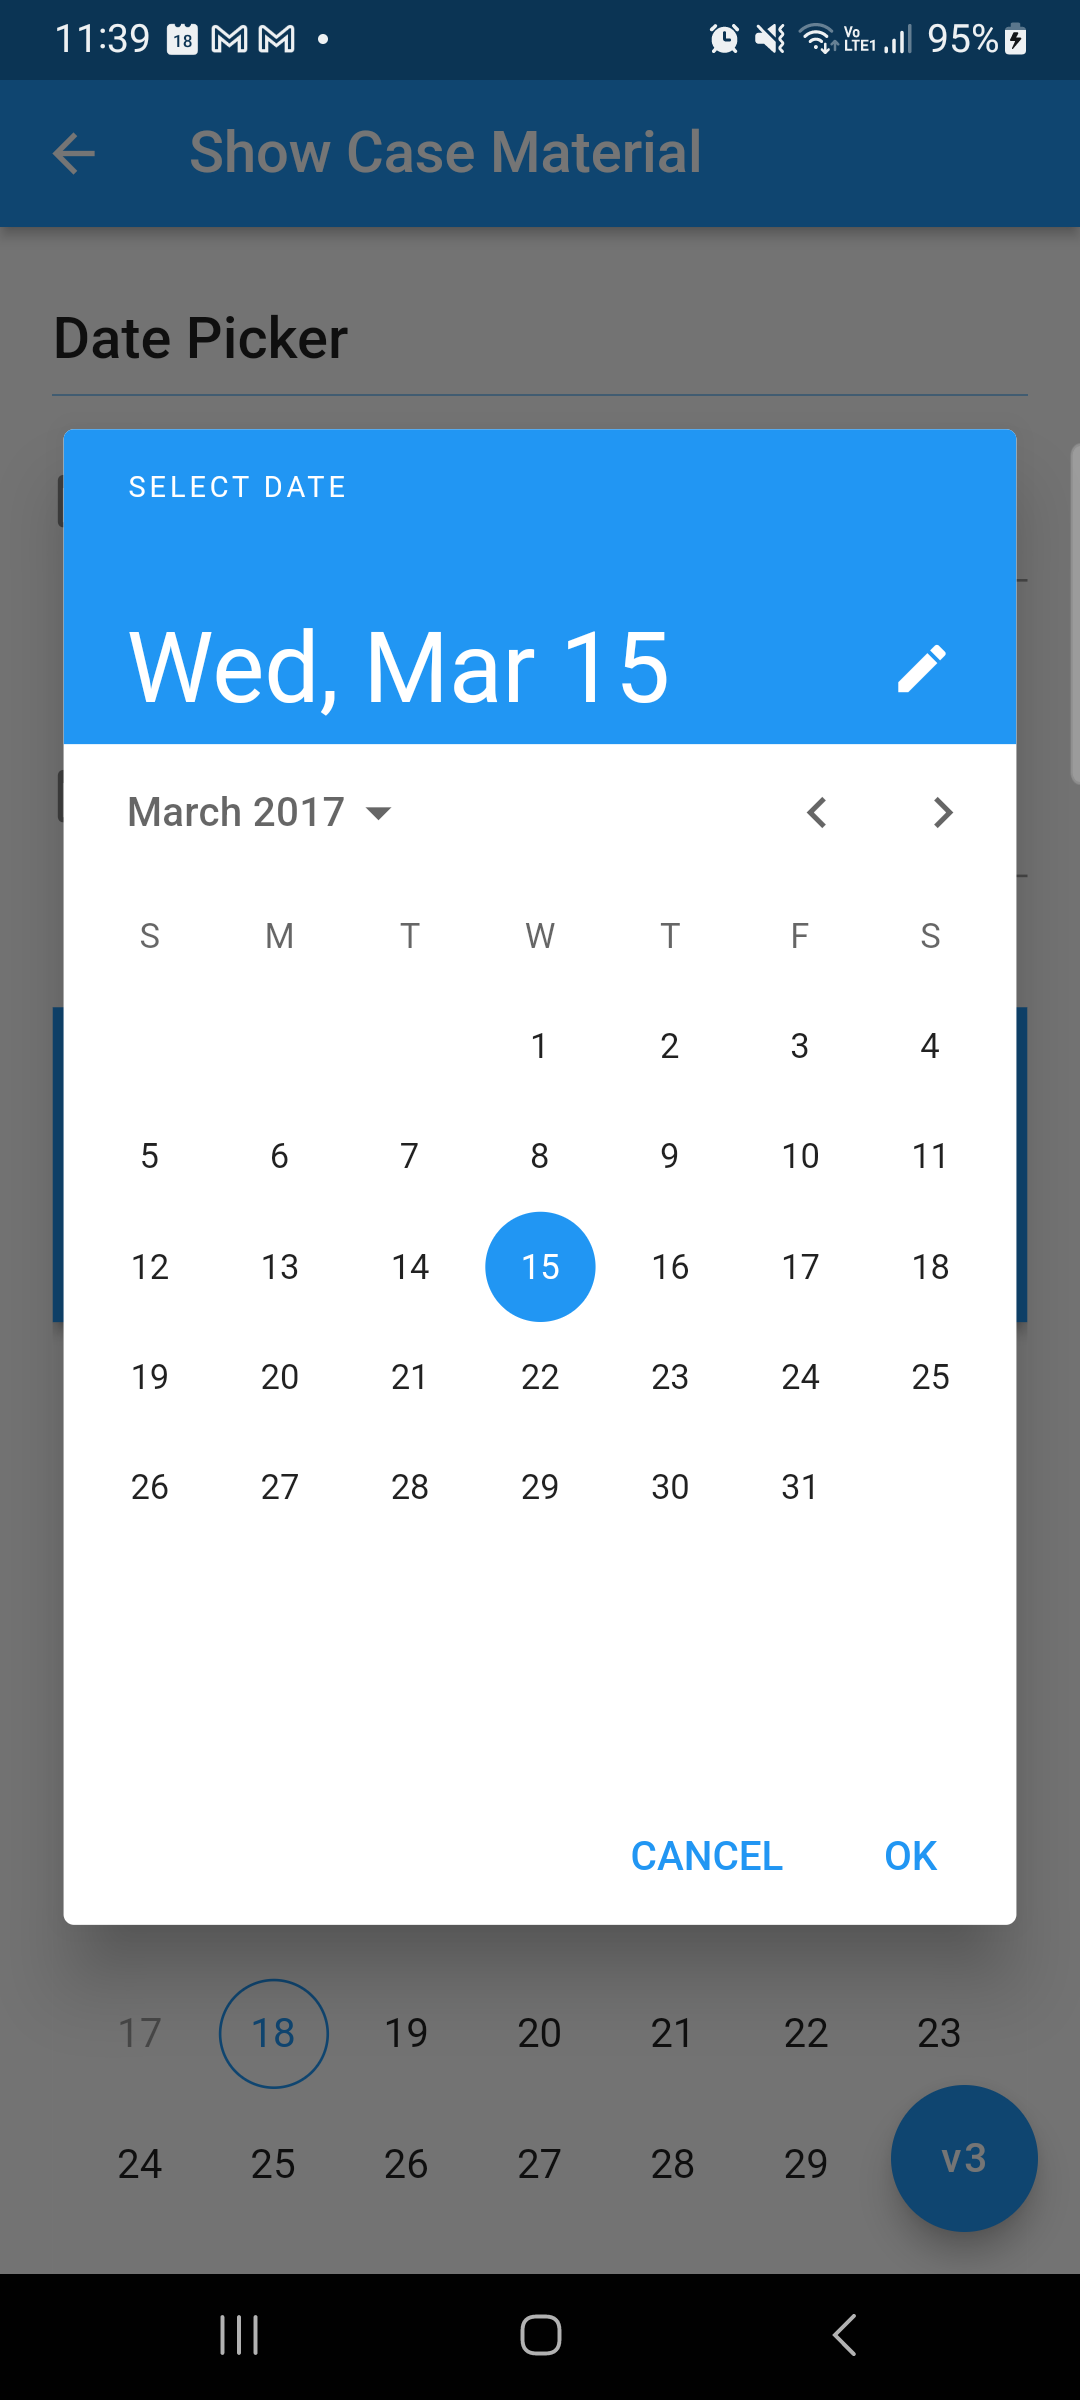 11:39 18 Vo LTE1 95%
Show Case Material
Date Picker
SELECT DATE
Wed, Mar 15
March 2017
S M T W T F S
1 2 3 4
5 6 7 8 9 10 11
12 13 14 15 16 17 18
19 20 21 22 23 24 25
26 27 28 29 30 31
CANCEL OK
17 18 19 20 21 22 23
24 25 26 27 28 29
v3